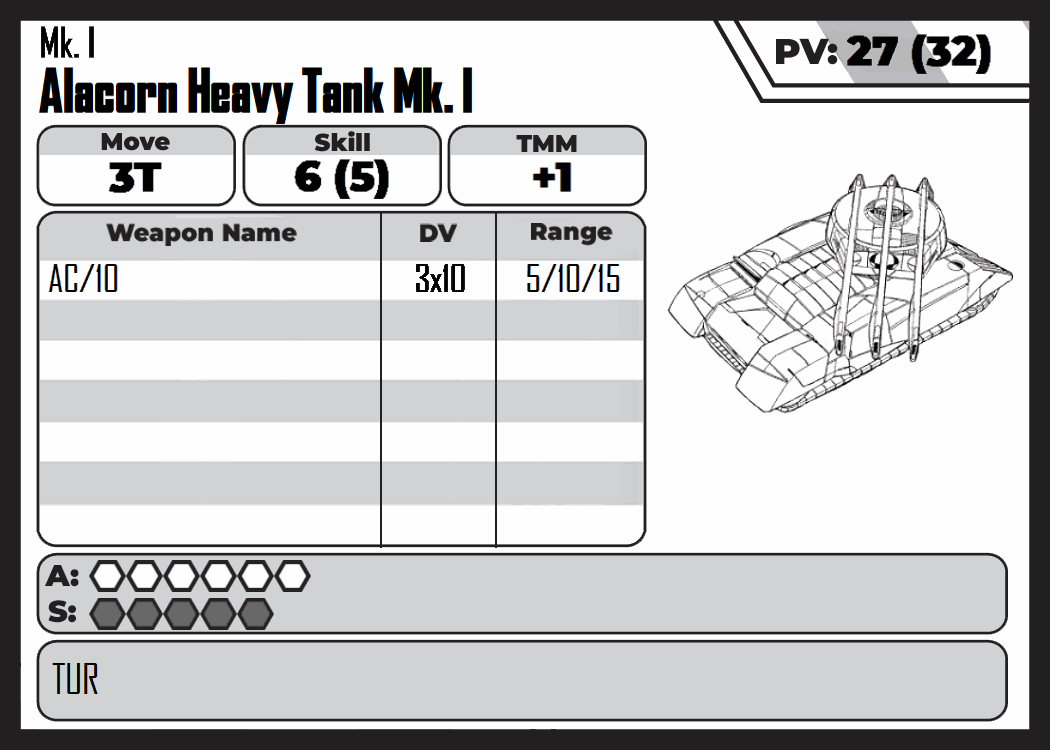 Mk. I
Alacorn Heavy Tank Mk. I
PV: 27 (32)
Move Skill TMM
3T 6 (5) +1
Weapon Name DV Range
AC/10 3x10 5/10/15
A:
S:
TUR